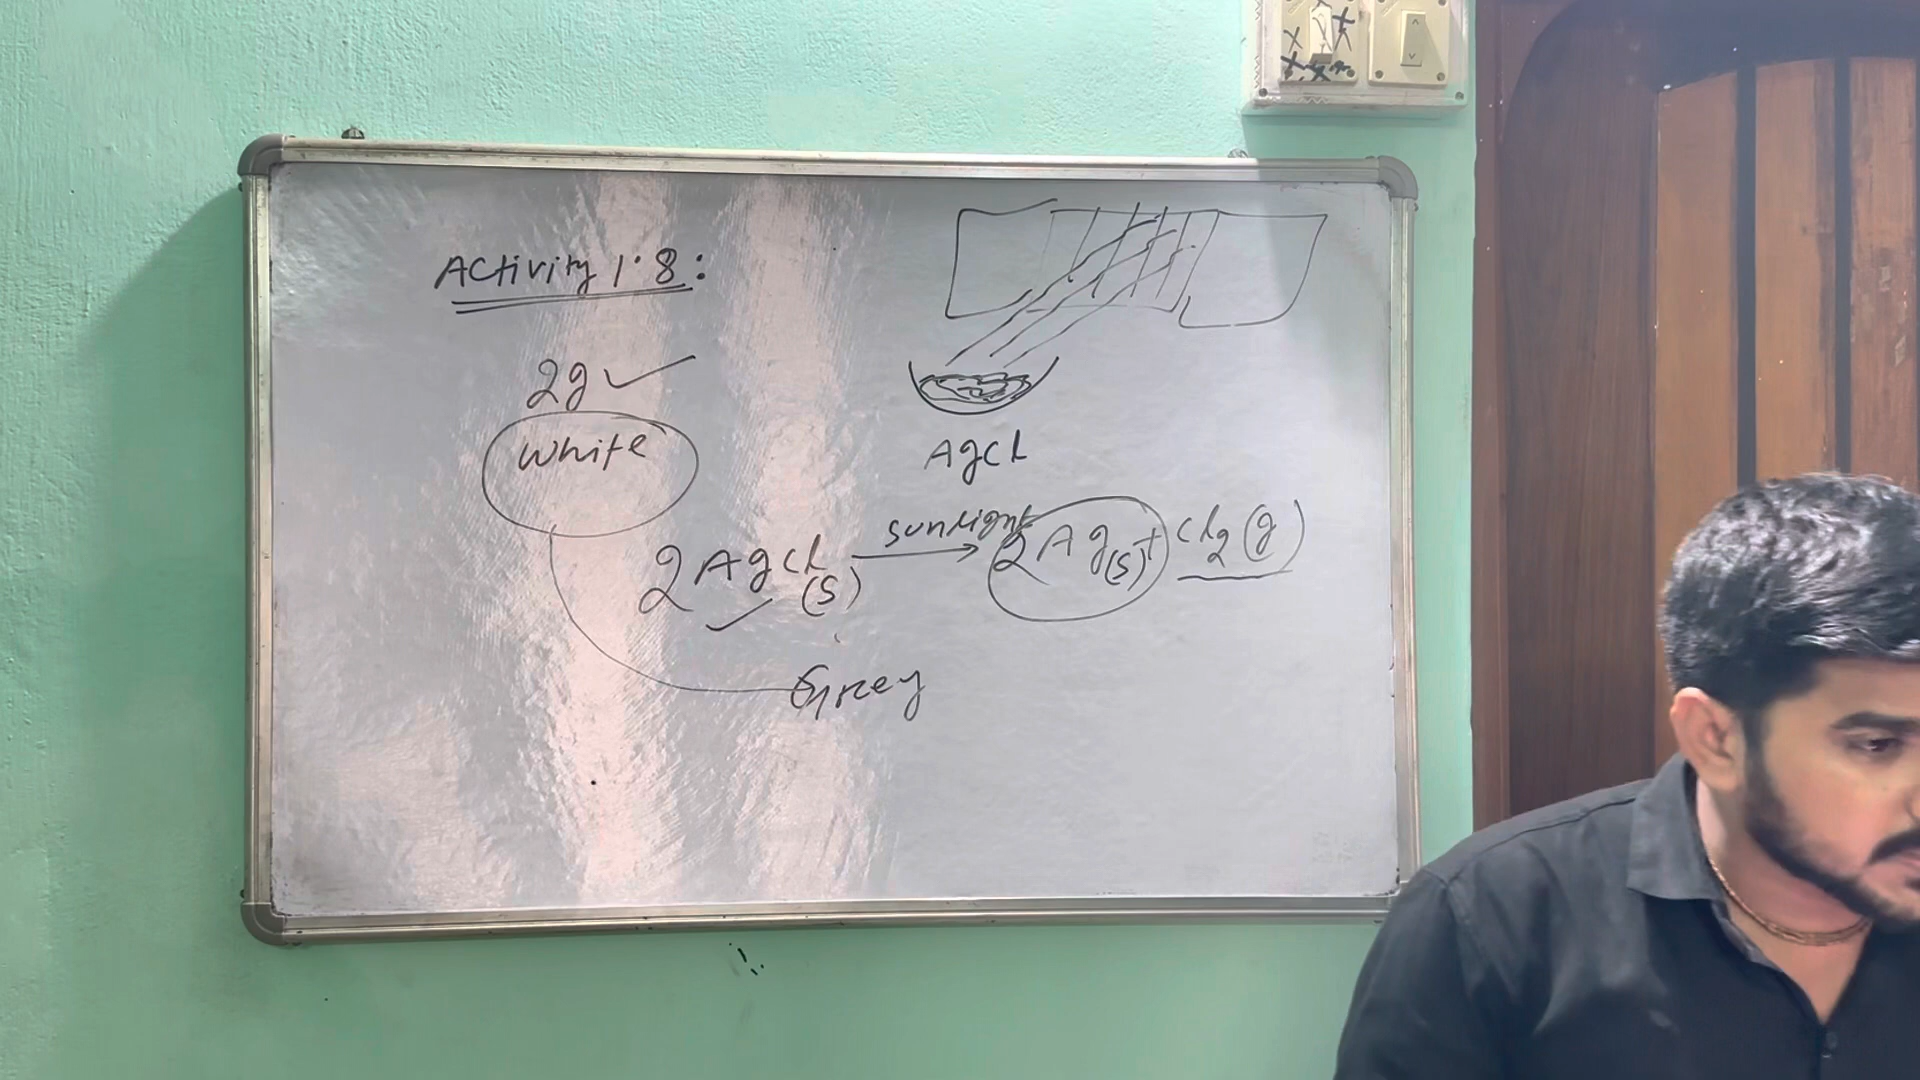 Activity 1.8:
2g
White
AgCl
2AgCl(s) sunlight → 2Ag(s) + Cl2(g)
Grey